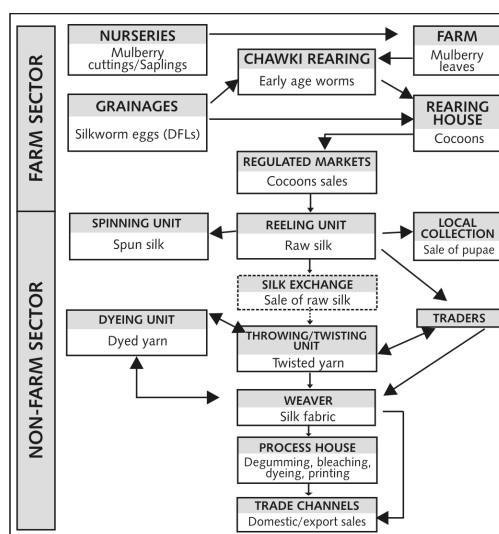 FARM SECTOR
NURSERIES
Mulberry
cuttings/Saplings
FARM
Mulberry
leaves
CHAWKI REARING
Early age worms
GRAINAGES
Silkworm eggs (DFLs)
REARING
HOUSE
Cocoons
REGULATED MARKETS
Cocoons sales
NON-FARM SECTOR
SPINNING UNIT
Spun silk
REELING UNIT
Raw silk
LOCAL
COLLECTION
Sale of pupae
SILK EXCHANGE
Sale of raw silk
DYEING UNIT
Dyed yarn
THROWING/TWISTING
UNIT
Twisted yarn
TRADERS
WEAVER
Silk fabric
PROCESS HOUSE
Degumming, bleaching,
dyeing, printing
TRADE CHANNELS
Domestic/export sales